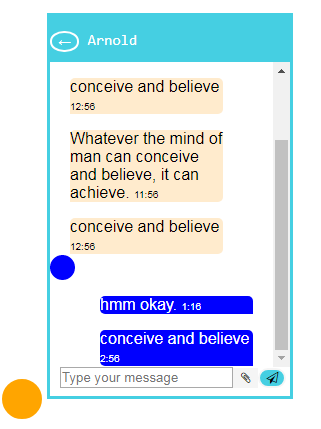 ← Arnold
conceive and believe
12:56
Whatever the mind of
man can conceive
and believe, it can
achieve. 11:56
conceive and believe
12:56
hmm okay. 1:16
conceive and believe
2:56
Type your message